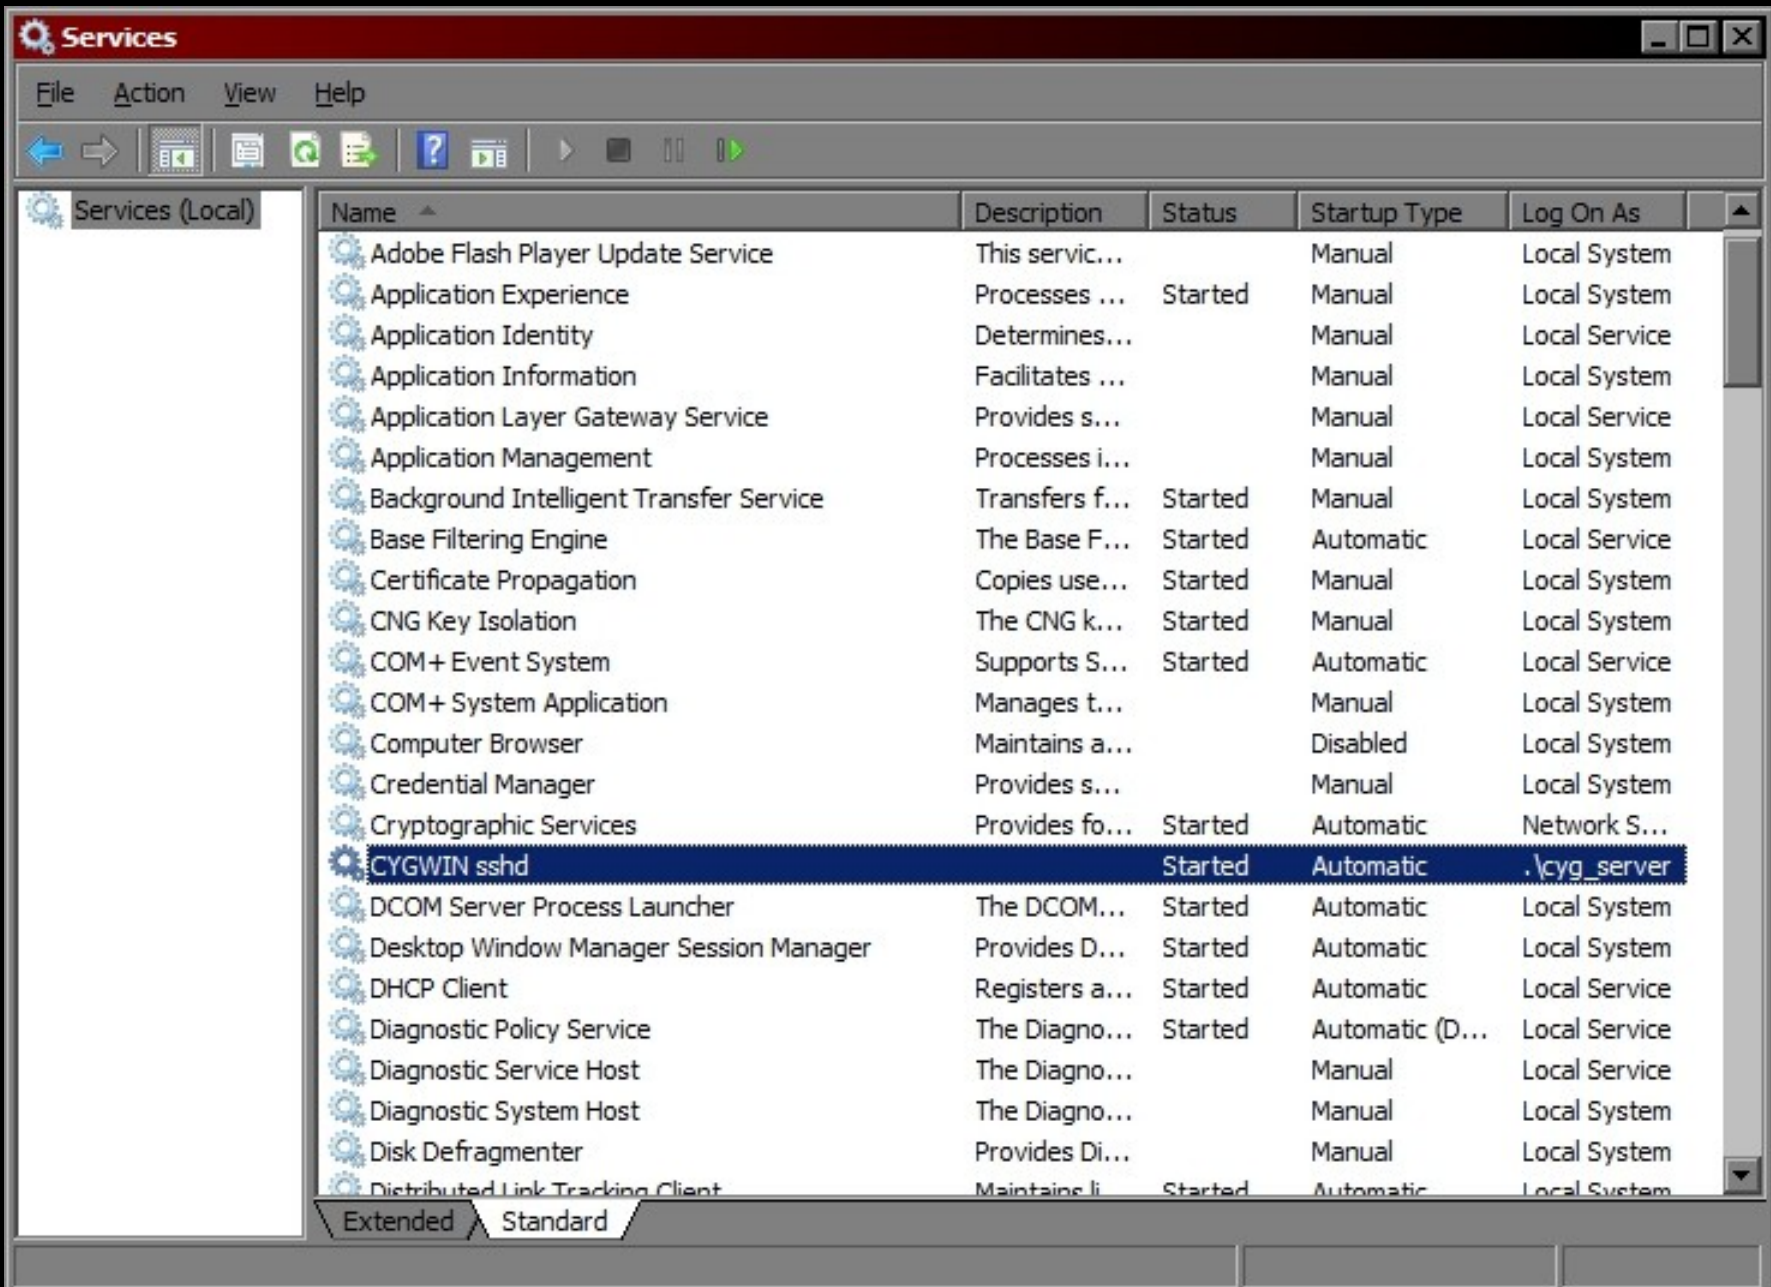 Services
File Action View Help
Services (Local)
Name Description Status Startup Type Log On As
Adobe Flash Player Update Service This servic... Manual Local System
Application Experience Processes ... Started Manual Local System
Application Identity Determines... Manual Local Service
Application Information Facilitates ... Manual Local System
Application Layer Gateway Service Provides s... Manual Local Service
Application Management Processes i... Manual Local System
Background Intelligent Transfer Service Transfers f... Started Manual Local System
Base Filtering Engine The Base F... Started Automatic Local Service
Certificate Propagation Copies use... Started Manual Local System
CNG Key Isolation The CNG k... Started Manual Local System
COM+ Event System Supports S... Started Automatic Local Service
COM+ System Application Manages t... Manual Local System
Computer Browser Maintains a... Disabled Local System
Credential Manager Provides s... Manual Local System
Cryptographic Services Provides fo... Started Automatic Network S...
CYGWIN sshd Started Automatic .\cyg_server
DCOM Server Process Launcher The DCOM... Started Automatic Local System
Desktop Window Manager Session Manager Provides D... Started Automatic Local System
DHCP Client Registers a... Started Automatic Local Service
Diagnostic Policy Service The Diagno... Started Automatic (D... Local Service
Diagnostic Service Host The Diagno... Manual Local Service
Diagnostic System Host The Diagno... Manual Local System
Disk Defragmenter Provides Di... Manual Local System
Distributed Link Tracking Client Maintains li... Started Automatic Local System
Extended Standard